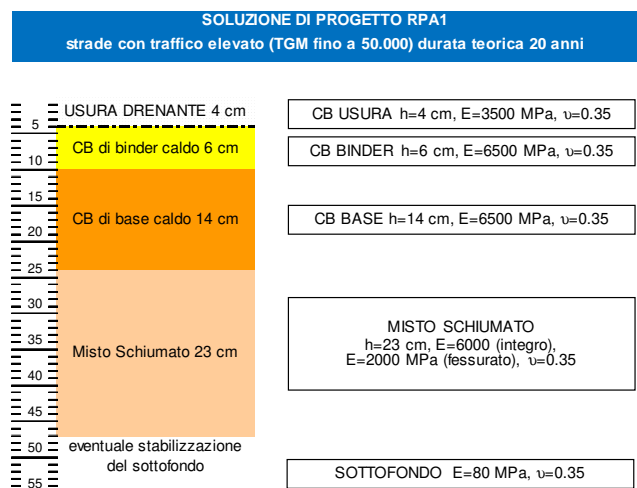 SOLUZIONE DI PROGETTO RPA1
strade con traffico elevato (TGM fino a 50.000) durata teorica 20 anni
USURA DRENANTE 4 cm
CB USURA h=4 cm, E=3500 MPa, υ=0.35
5
CB di binder caldo 6 cm
CB BINDER h=6 cm, E=6500 MPa, υ=0.35
10
15
CB di base caldo 14 cm
CB BASE h=14 cm, E=6500 MPa, υ=0.35
20
25
30
MISTO SCHIUMATO
h=23 cm, E=6000 (integro),
E=2000 MPa (fessurato), υ=0.35
35
Misto Schiumato 23 cm
40
45
50
eventuale stabilizzazione
del sottofondo
SOTTOFONDO E=80 MPa, υ=0.35
55